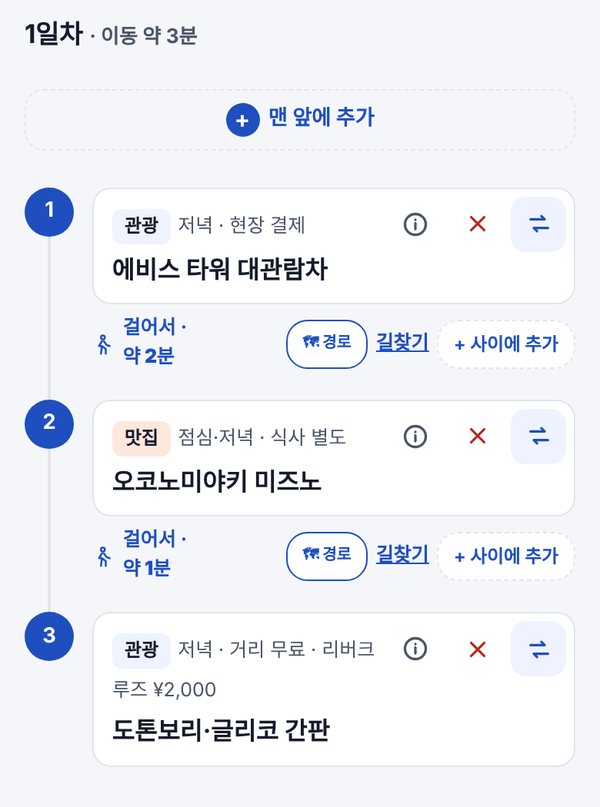 1일차 · 이동 약 3분
+ 맨 앞에 추가
1
관광 저녁 · 현장 결제
에비스 타워 대관람차
걸어서 ·
약 2분
경로 길찾기 + 사이에 추가
2
맛집 점심·저녁 · 식사 별도
오코노미야키 미즈노
걸어서 ·
약 1분
경로 길찾기 + 사이에 추가
3
관광 저녁 · 거리 무료 · 리버크
루즈 ¥2,000
도톤보리·글리코 간판